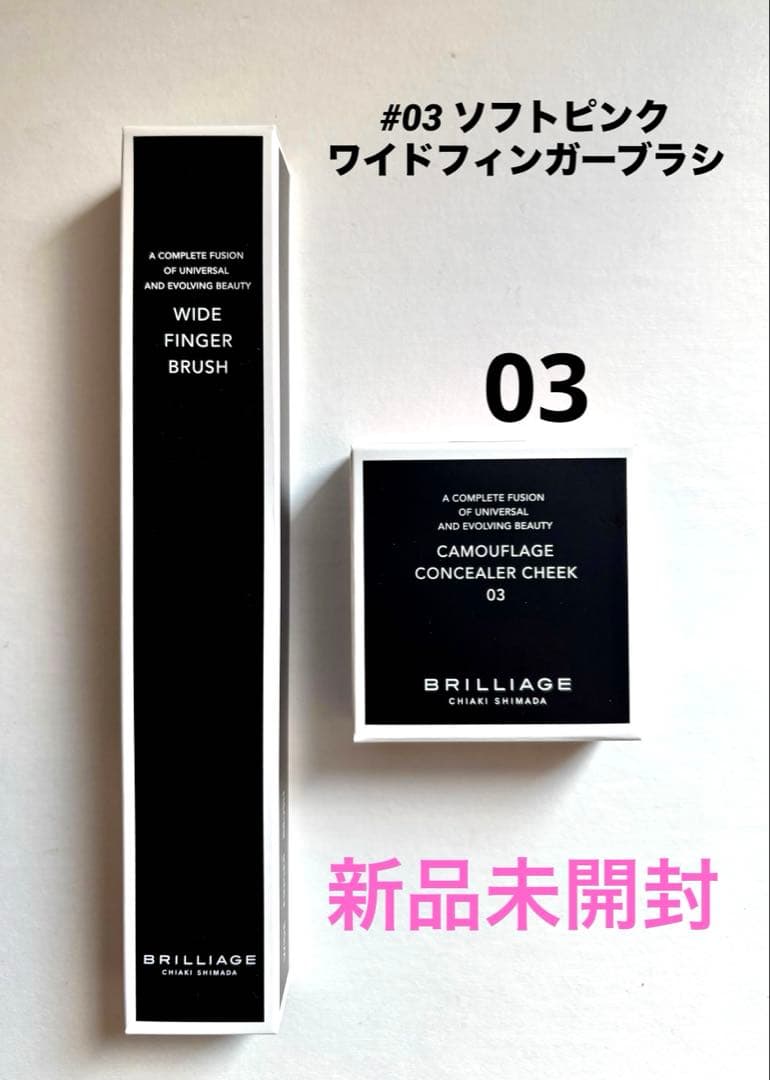 #03 ソフトピンク
ワイドフィンガーブラシ
A COMPLETE FUSION
OF UNIVERSAL
AND EVOLVING BEAUTY
WIDE
FINGER
BRUSH
BRILLIAGE
CHIAKI SHIMADA
03
A COMPLETE FUSION
OF UNIVERSAL
AND EVOLVING BEAUTY
CAMOUFLAGE
CONCEALER CHEEK
03
BRILLIAGE
CHIAKI SHIMADA
新品未開封